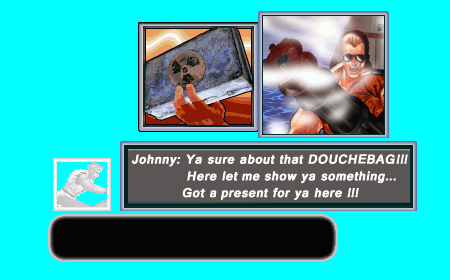 Johnny: Ya sure about that DOUCHEBAG!!!
Here let me show ya something...
Got a present for ya here !!!